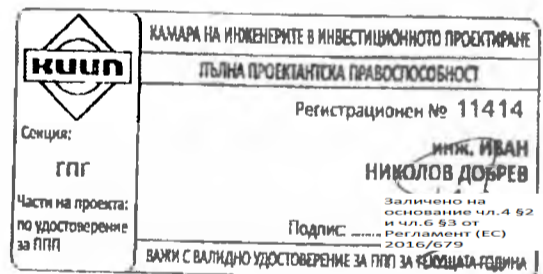 КАМАРА НА ИНЖЕНЕРИТЕ В ИНВЕСТИЦИОННОТО ПРОЕКТИРАНЕ
КИИП
ПЪЛНА ПРОЕКТАНТСКА ПРАВОСПОСОБНОСТ
Регистрационен № 11414
Секция:
ГПГ
инж. ИВАН
НИКОЛОВ ДОБРЕВ
Части на проекта:
по удостоверение
за ППП
Подпис:
Заличено на
основание чл.4 §2
и чл.6 §3 от
Регламент (ЕС)
2016/679
ВАЖИ С ВАЛИДНО УДОСТОВЕРЕНИЕ ЗА ППП ЗА ТЕКУЩАТА ГОДИНА